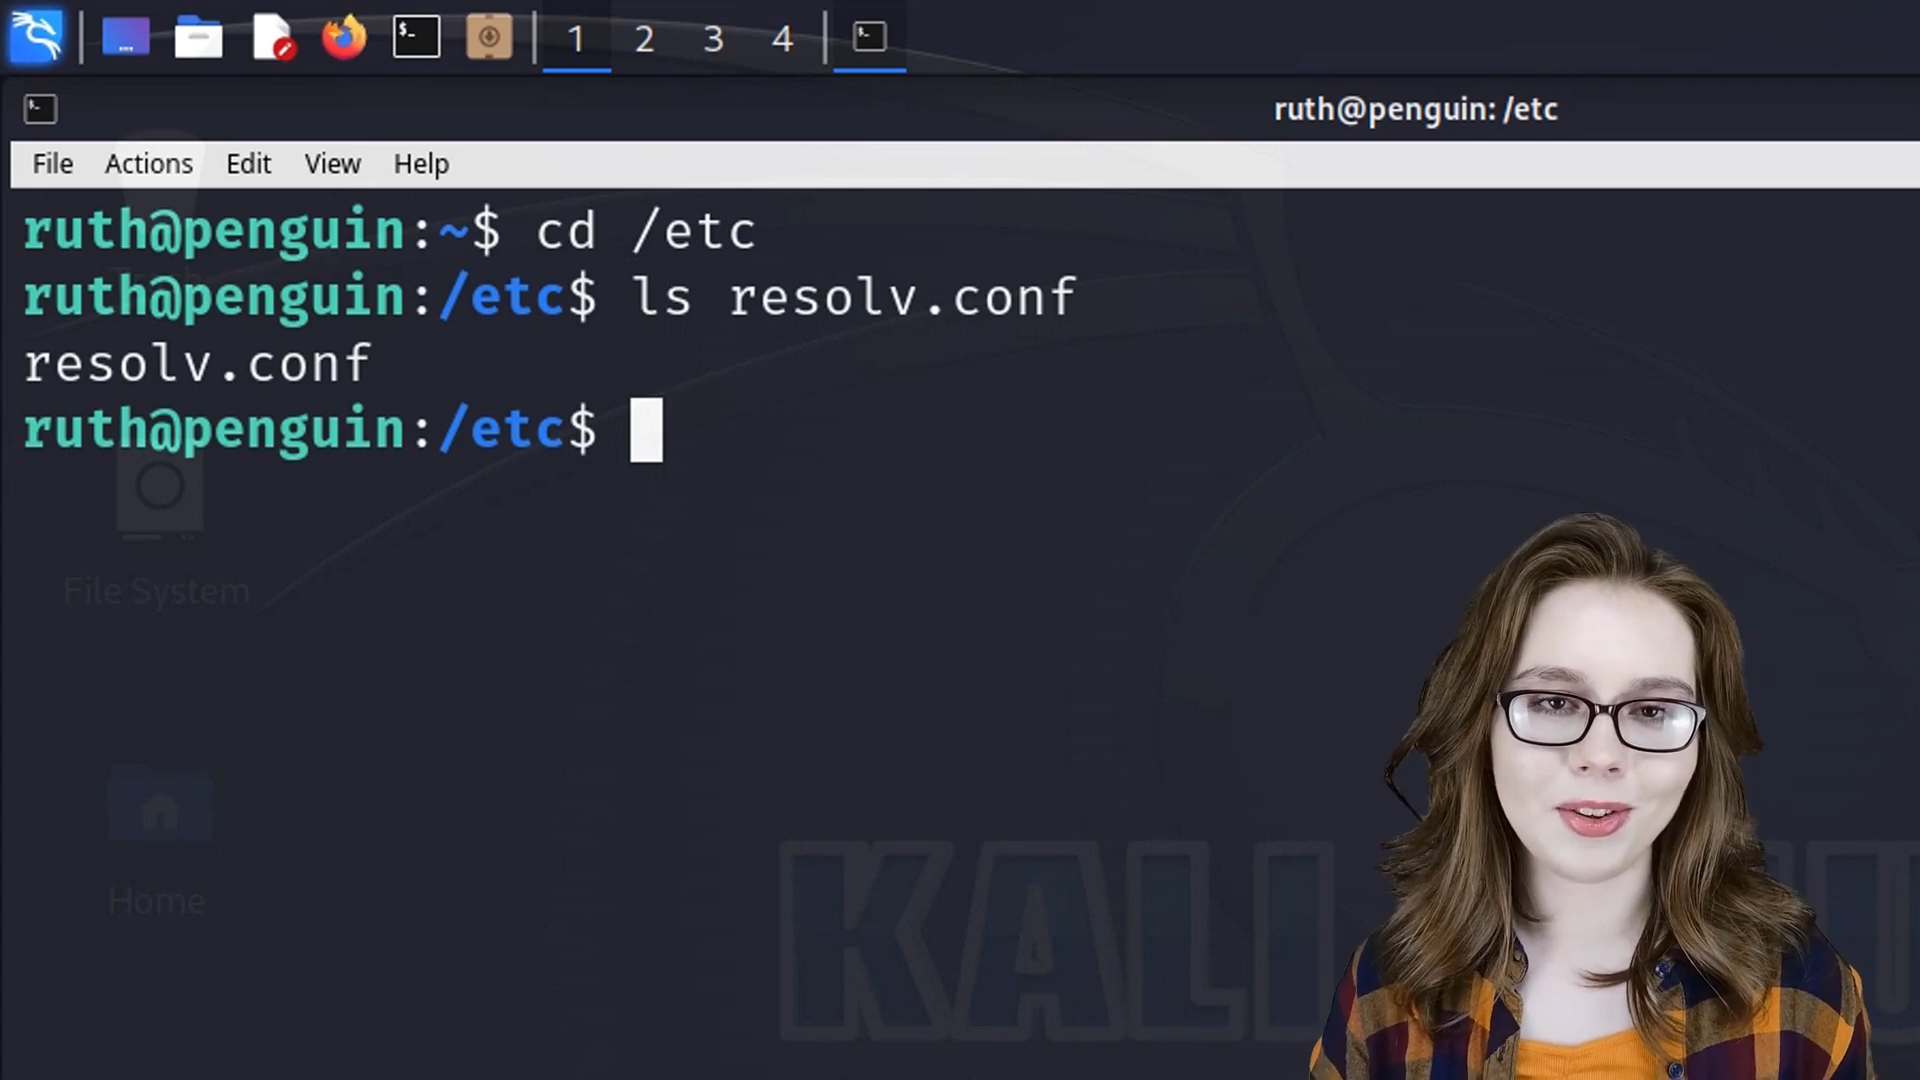 1 2 3 4
ruth@penguin: /etc
File Actions Edit View Help
ruth@penguin:~$ cd /etc
ruth@penguin:/etc$ ls resolv.conf
resolv.conf
ruth@penguin:/etc$
File System
Home
KALI